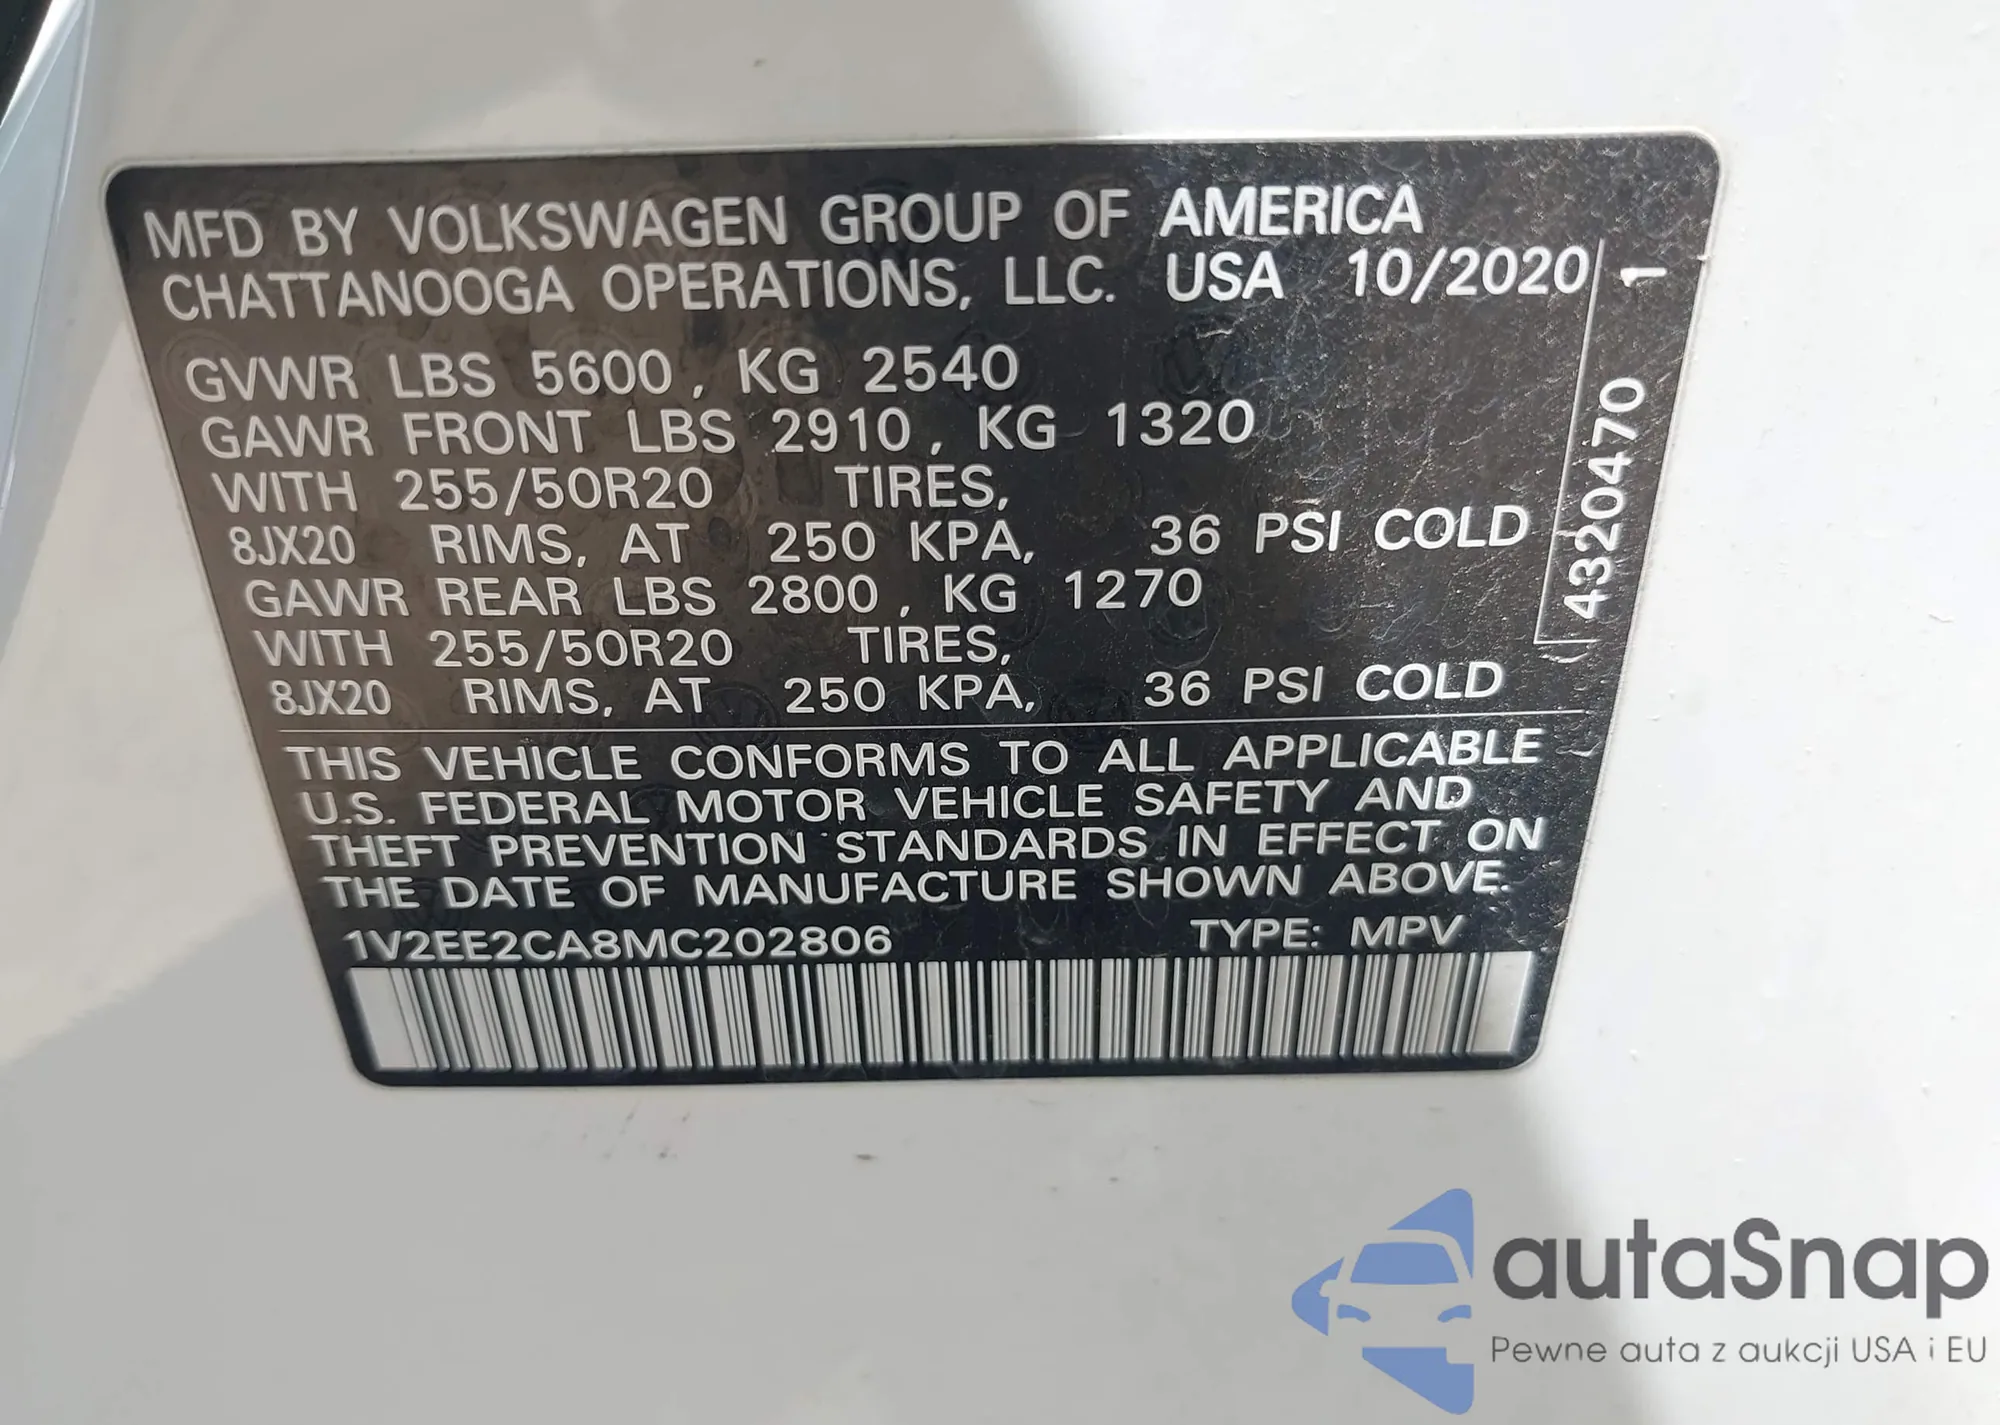 MFD BY VOLKSWAGEN GROUP OF AMERICA
CHATTANOOGA OPERATIONS, LLC. USA 10/2020
GVWR LBS 5600, KG 2540
GAWR FRONT LBS 2910, KG 1320
WITH 255/50R20 TIRES,
8JX20 RIMS, AT 250 KPA, 36 PSI COLD
GAWR REAR LBS 2800, KG 1270
WITH 255/50R20 TIRES,
8JX20 RIMS, AT 250 KPA, 36 PSI COLD
4320470 1
THIS VEHICLE CONFORMS TO ALL APPLICABLE
U.S. FEDERAL MOTOR VEHICLE SAFETY AND
THEFT PREVENTION STANDARDS IN EFFECT ON
THE DATE OF MANUFACTURE SHOWN ABOVE.
1V2EE2CA8MC202806 TYPE: MPV
autaSnap
Pewne auta z aukcji USA i EU